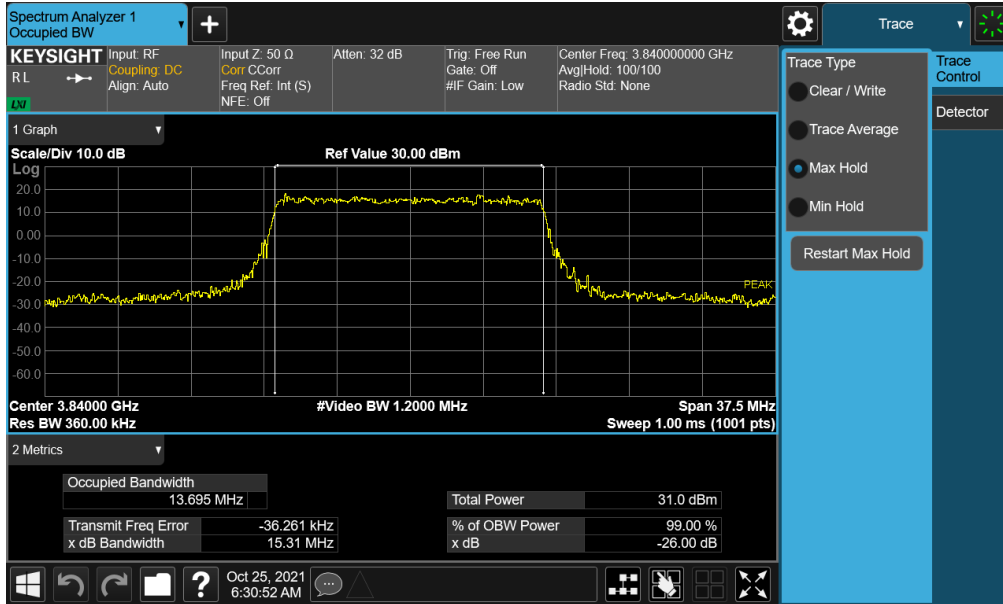 Spectrum Analyzer 1
Occupied BW
+
Trace
KEYSIGHT
RL
LXI
Input: RF
Coupling: DC
Align: Auto
Input Z: 50 Ω
Corr CCorr
Freq Ref: Int (S)
NFE: Off
Atten: 32 dB
Trig: Free Run
Gate: Off
#IF Gain: Low
Center Freq: 3.840000000 GHz
Avg|Hold: 100/100
Radio Std: None
Trace Type
Clear / Write
Trace Average
Max Hold
Min Hold
Restart Max Hold
Trace
Control
Detector
1 Graph
Scale/Div 10.0 dB
Ref Value 30.00 dBm
Log
20.0
10.0
0.00
-10.0
-20.0
-30.0
-40.0
-50.0
-60.0
PEAK
Center 3.84000 GHz
#Video BW 1.2000 MHz
Span 37.5 MHz
Res BW 360.00 kHz
Sweep 1.00 ms (1001 pts)
2 Metrics
Occupied Bandwidth
13.695 MHz
Total Power 31.0 dBm
Transmit Freq Error -36.261 kHz
% of OBW Power 99.00 %
x dB Bandwidth 15.31 MHz
x dB -26.00 dB
?
Oct 25, 2021
6:30:52 AM